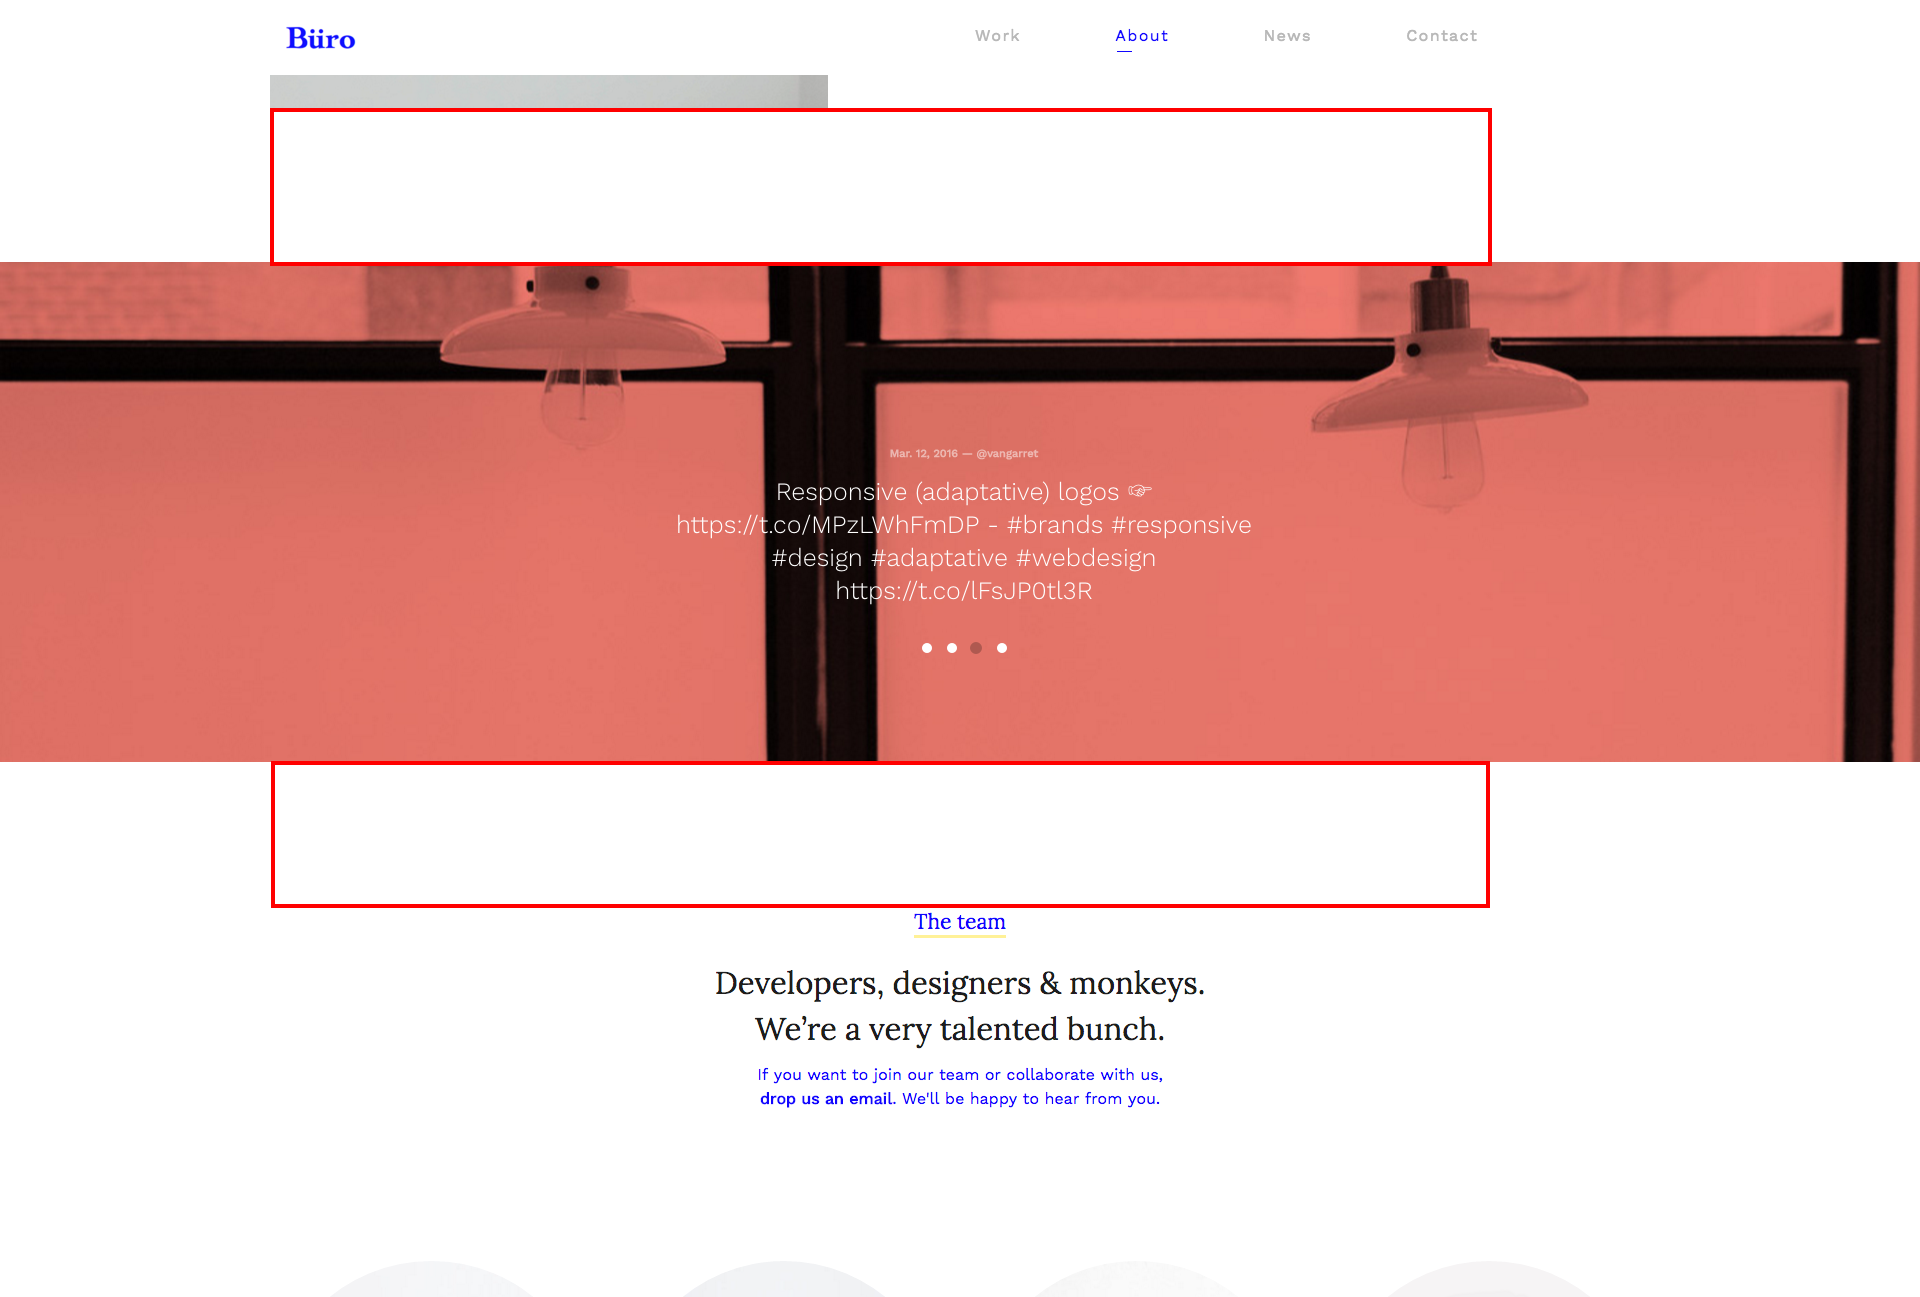 Büro
Work About News Contact
Mar. 12, 2016 — @vangarret
Responsive (adaptative) logos ☞
https://t.co/MPzLWhFmDP - #brands #responsive
#design #adaptative #webdesign
https://t.co/lFsJP0tl3R
The team
Developers, designers & monkeys.
We’re a very talented bunch.
If you want to join our team or collaborate with us,
drop us an email. We'll be happy to hear from you.